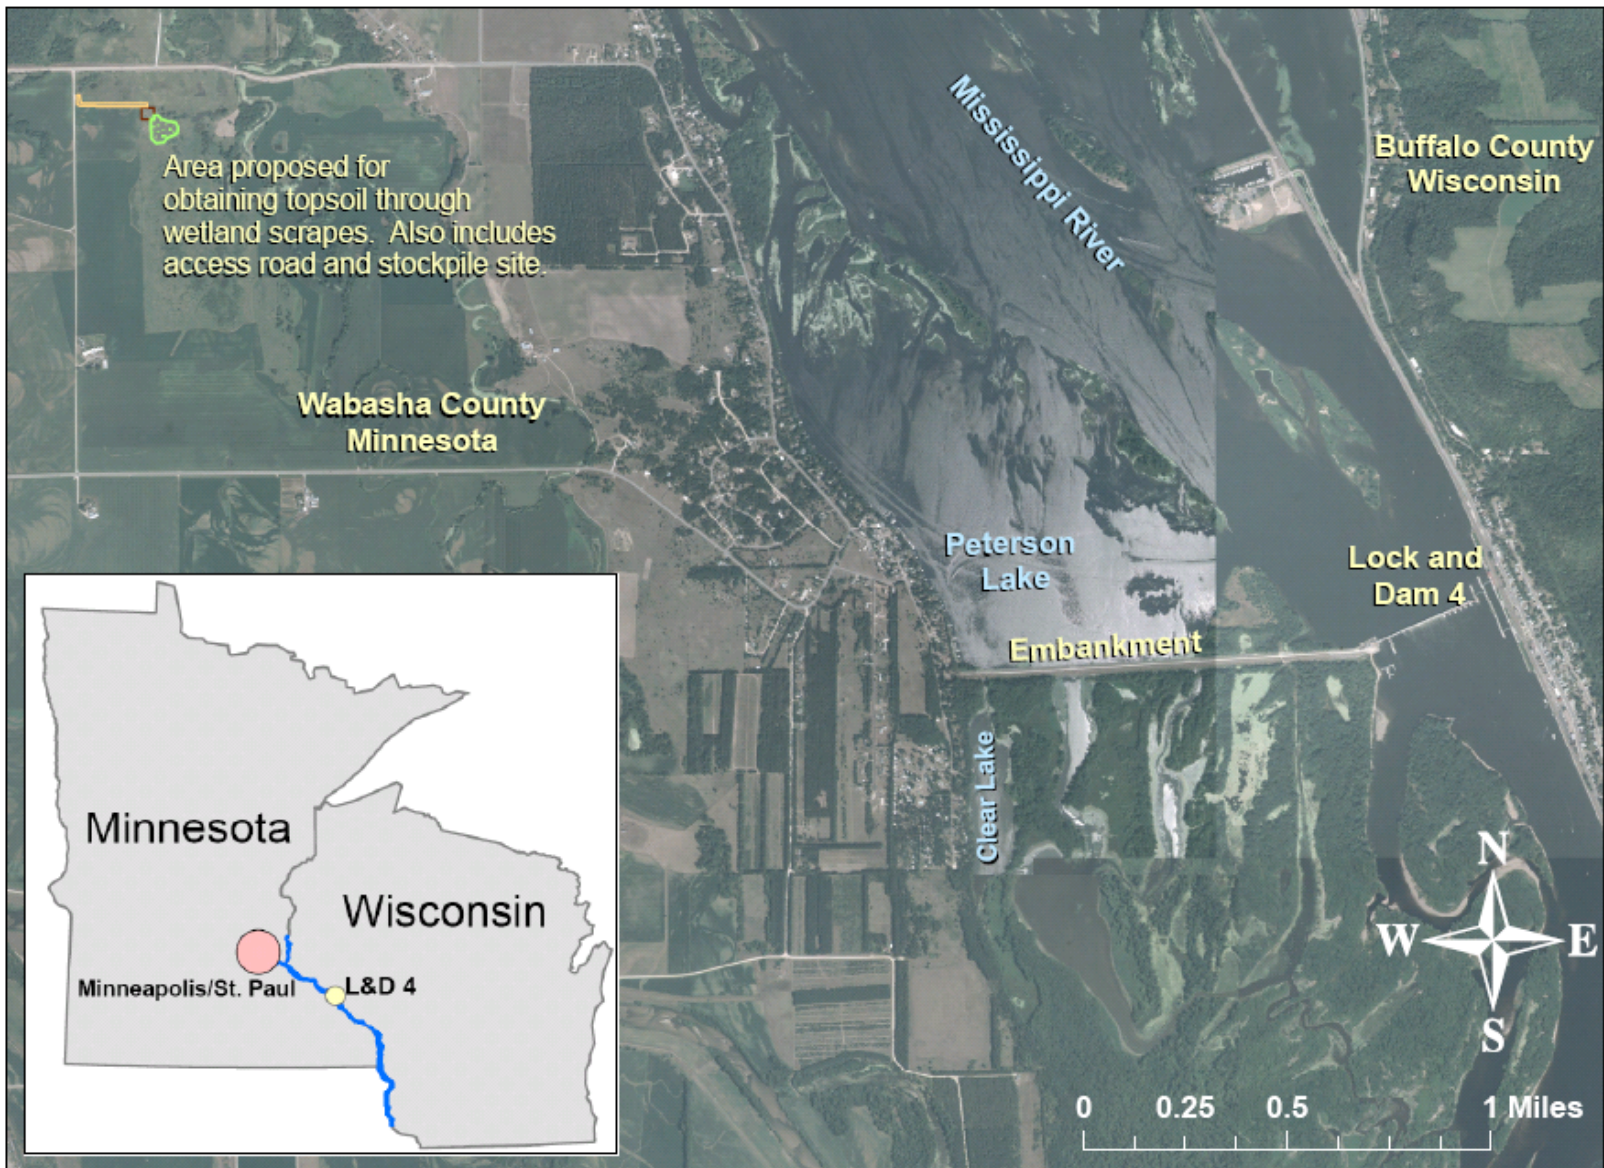 Mississippi River
Buffalo County
Wisconsin
Area proposed for
obtaining topsoil through
wetland scrapes.  Also includes
access road and stockpile site.
Wabasha County
Minnesota
Peterson
Lake
Lock and
Dam 4
Embankment
Clear Lake
Minnesota
Wisconsin
Minneapolis/St. Paul
L&D 4
N
W
E
S
0 0.25 0.5 1 Miles